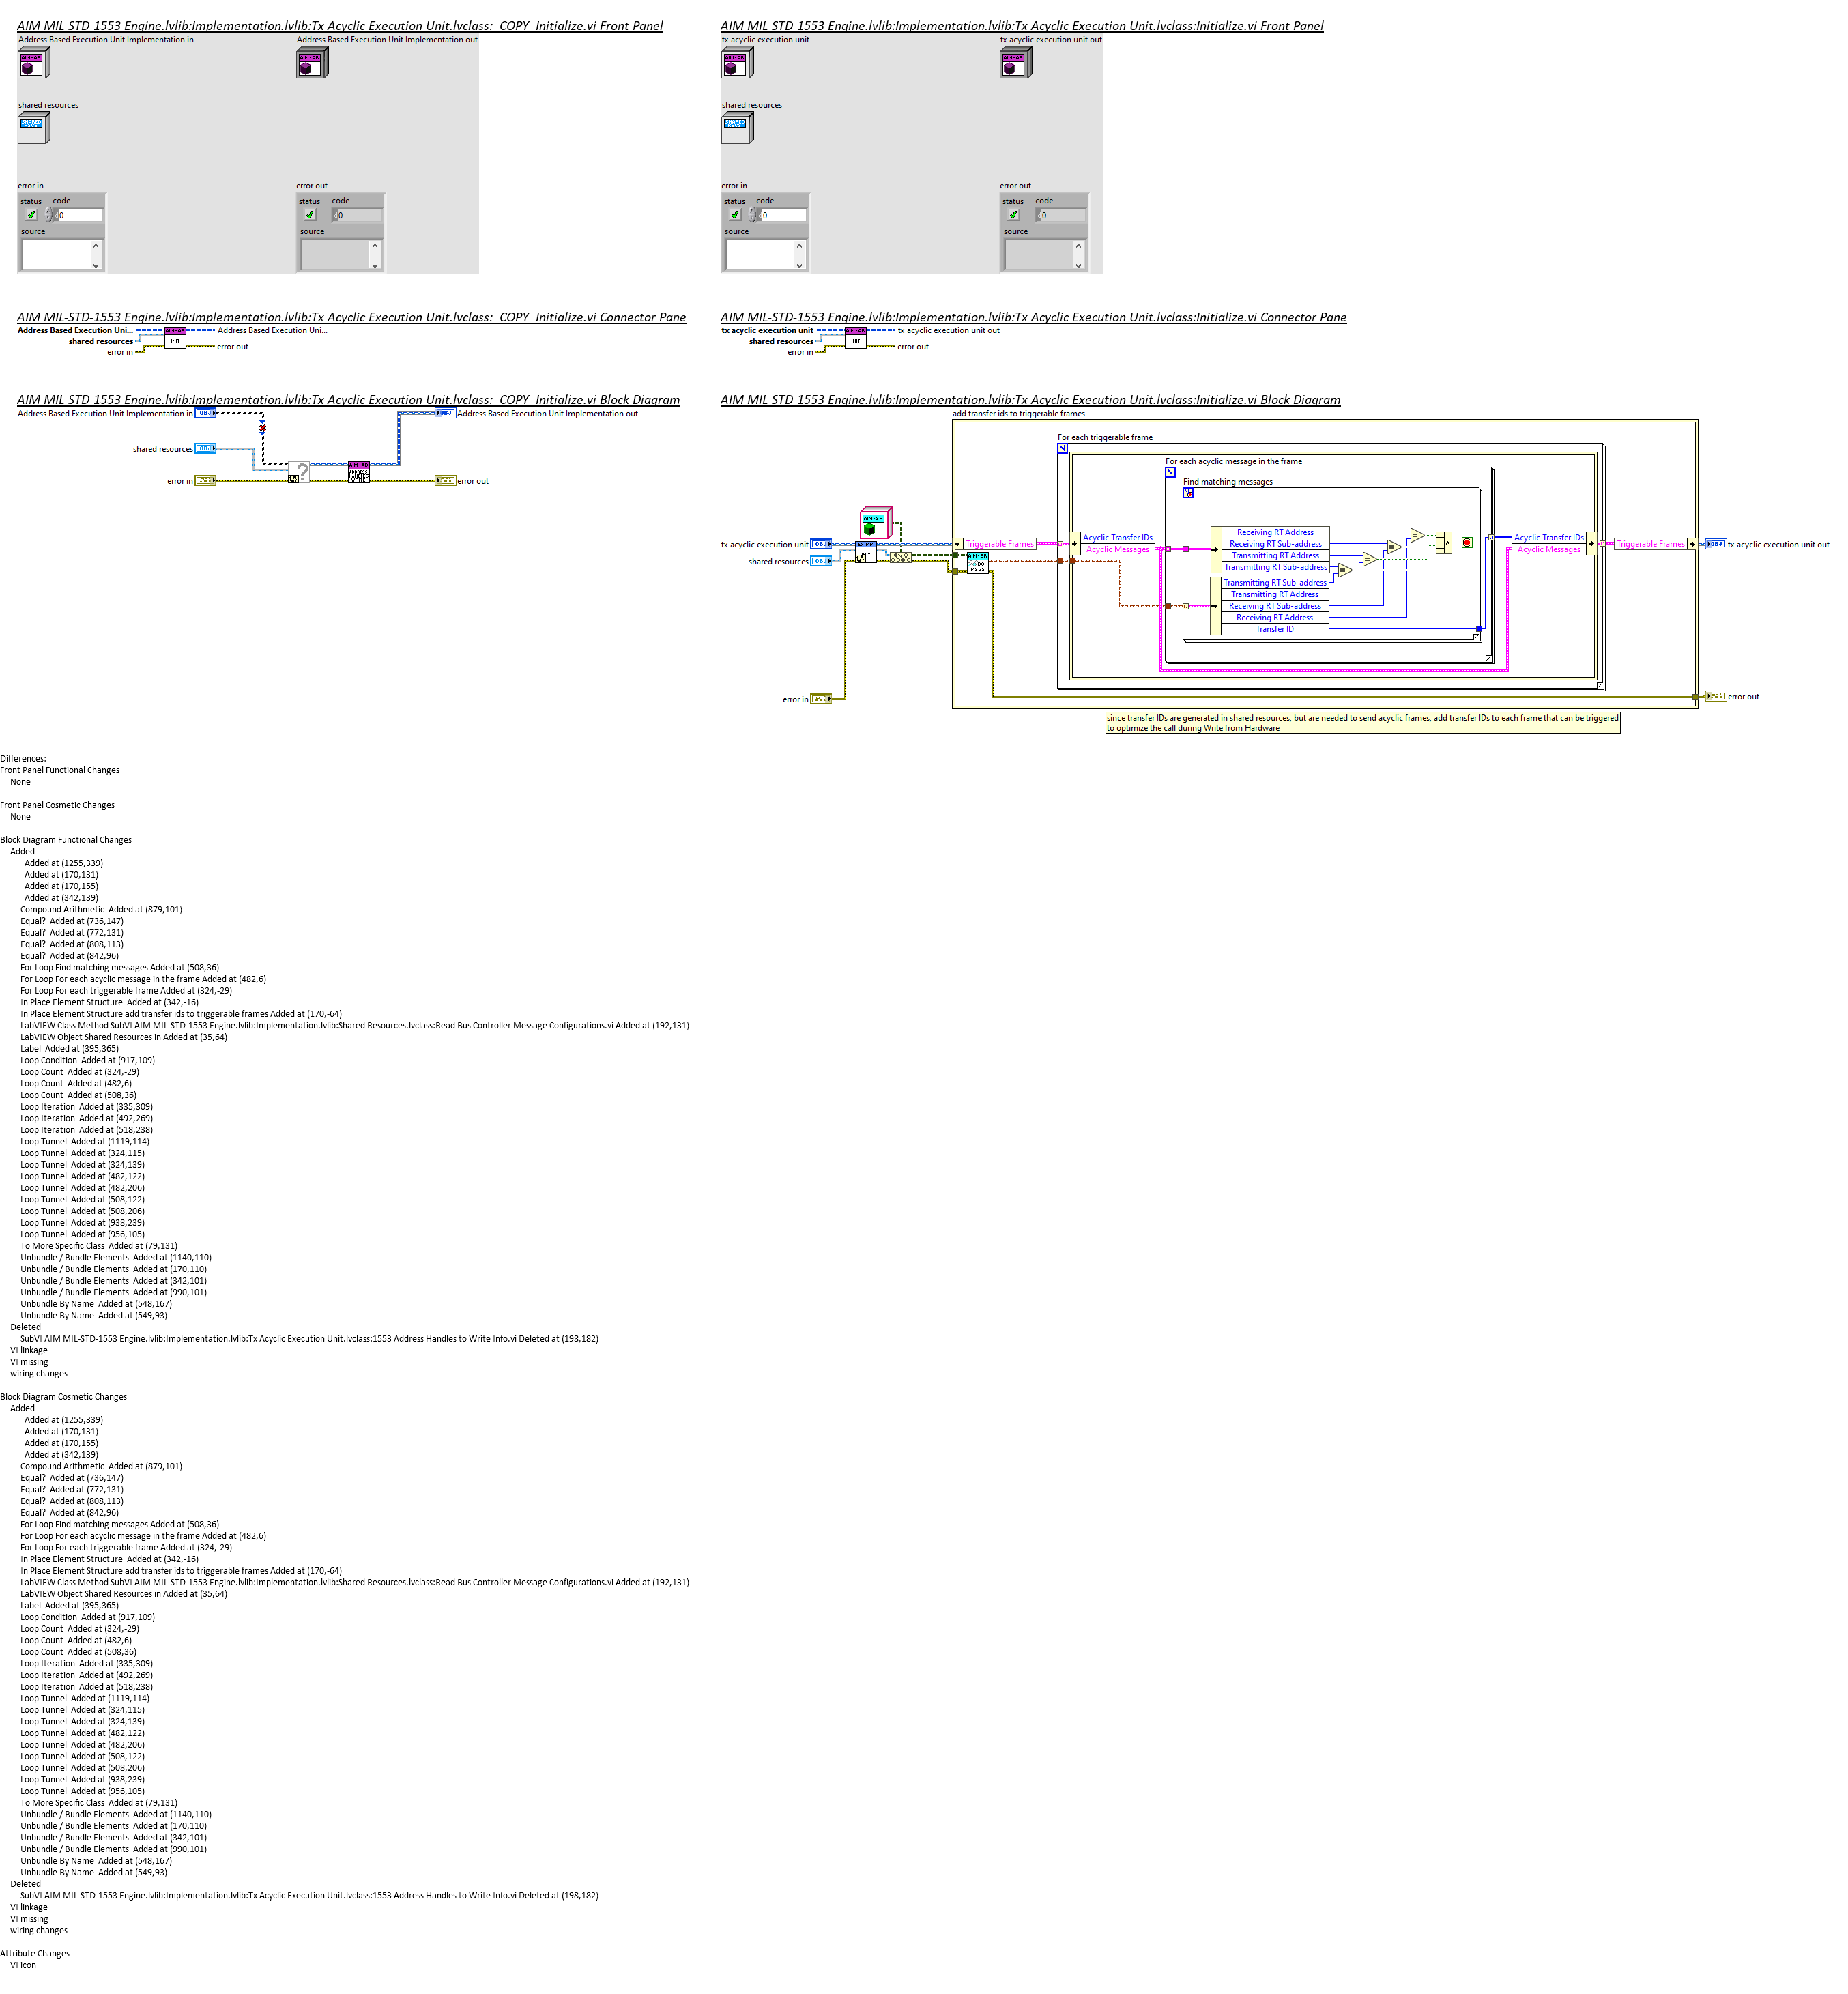 AIM MIL-STD-1553 Engine.lvlib:Implementation.lvlib:Tx Acyclic Execution Unit.lvclass:_COPY_Initialize.vi Front Panel
Address Based Execution Unit Implementation in
Address Based Execution Unit Implementation out
AIM-AB
AIM-AB
shared resources
error in
status
code
0
source
error out
status
code
0
source
AIM MIL-STD-1553 Engine.lvlib:Implementation.lvlib:Tx Acyclic Execution Unit.lvclass:Initialize.vi Front Panel
tx acyclic execution unit
tx acyclic execution unit out
AIM-AB
AIM-AB
shared resources
error in
status
code
0
source
error out
status
code
0
source
AIM MIL-STD-1553 Engine.lvlib:Implementation.lvlib:Tx Acyclic Execution Unit.lvclass:_COPY_Initialize.vi Connector Pane
Address Based Execution Uni...
shared resources
error in
AIM-AB
INIT
Address Based Execution Uni...
error out
AIM MIL-STD-1553 Engine.lvlib:Implementation.lvlib:Tx Acyclic Execution Unit.lvclass:Initialize.vi Connector Pane
tx acyclic execution unit
shared resources
error in
AIM-AB
INIT
tx acyclic execution unit out
error out
AIM MIL-STD-1553 Engine.lvlib:Implementation.lvlib:Tx Acyclic Execution Unit.lvclass:_COPY_Initialize.vi Block Diagram
Address Based Execution Unit Implementation in
OBJ
OBJ
Address Based Execution Unit Implementation out
shared resources
OBJ
?
AIM-AB
error in
error out
AIM MIL-STD-1553 Engine.lvlib:Implementation.lvlib:Tx Acyclic Execution Unit.lvclass:Initialize.vi Block Diagram
add transfer ids to triggerable frames
For each triggerable frame
N
For each acyclic message in the frame
N
Find matching messages
AIM-SR
tx acyclic execution unit
OBJ
shared resources
OBJ
AIM-SR
Triggerable Frames
Acyclic Transfer IDs
Acyclic Messages
Receiving RT Address
Receiving RT Sub-address
Transmitting RT Address
Transmitting RT Sub-address
Transmitting RT Sub-address
Transmitting RT Address
Receiving RT Sub-address
Receiving RT Address
Transfer ID
Acyclic Transfer IDs
Acyclic Messages
Triggerable Frames
OBJ
tx acyclic execution unit out
error in
error out
since transfer IDs are generated in shared resources, but are needed to send acyclic frames, add transfer IDs to each frame that can be triggered
to optimize the call during Write from Hardware
Differences:
Front Panel Functional Changes
None
Front Panel Cosmetic Changes
None
Block Diagram Functional Changes
Added
Added at (1255,339)
Added at (170,131)
Added at (170,155)
Added at (342,139)
Compound Arithmetic  Added at (879,101)
Equal?  Added at (736,147)
Equal?  Added at (772,131)
Equal?  Added at (808,113)
Equal?  Added at (842,96)
For Loop Find matching messages Added at (508,36)
For Loop For each acyclic message in the frame Added at (482,6)
For Loop For each triggerable frame Added at (324,-29)
In Place Element Structure  Added at (342,-16)
In Place Element Structure add transfer ids to triggerable frames Added at (170,-64)
LabVIEW Class Method SubVI AIM MIL-STD-1553 Engine.lvlib:Implementation.lvlib:Shared Resources.lvclass:Read Bus Controller Message Configurations.vi Added at (192,131)
LabVIEW Object Shared Resources in Added at (35,64)
Label  Added at (395,365)
Loop Condition  Added at (917,109)
Loop Count  Added at (324,-29)
Loop Count  Added at (482,6)
Loop Count  Added at (508,36)
Loop Iteration  Added at (335,309)
Loop Iteration  Added at (492,269)
Loop Iteration  Added at (518,238)
Loop Tunnel  Added at (1119,114)
Loop Tunnel  Added at (324,115)
Loop Tunnel  Added at (324,139)
Loop Tunnel  Added at (482,122)
Loop Tunnel  Added at (482,206)
Loop Tunnel  Added at (508,122)
Loop Tunnel  Added at (508,206)
Loop Tunnel  Added at (938,239)
Loop Tunnel  Added at (956,105)
To More Specific Class  Added at (79,131)
Unbundle / Bundle Elements  Added at (1140,110)
Unbundle / Bundle Elements  Added at (170,110)
Unbundle / Bundle Elements  Added at (342,101)
Unbundle / Bundle Elements  Added at (990,101)
Unbundle By Name  Added at (548,167)
Unbundle By Name  Added at (549,93)
Deleted
SubVI AIM MIL-STD-1553 Engine.lvlib:Implementation.lvlib:Tx Acyclic Execution Unit.lvclass:1553 Address Handles to Write Info.vi Deleted at (198,182)
VI linkage
VI missing
wiring changes
Block Diagram Cosmetic Changes
Added
Added at (1255,339)
Added at (170,131)
Added at (170,155)
Added at (342,139)
Compound Arithmetic  Added at (879,101)
Equal?  Added at (736,147)
Equal?  Added at (772,131)
Equal?  Added at (808,113)
Equal?  Added at (842,96)
For Loop Find matching messages Added at (508,36)
For Loop For each acyclic message in the frame Added at (482,6)
For Loop For each triggerable frame Added at (324,-29)
In Place Element Structure  Added at (342,-16)
In Place Element Structure add transfer ids to triggerable frames Added at (170,-64)
LabVIEW Class Method SubVI AIM MIL-STD-1553 Engine.lvlib:Implementation.lvlib:Shared Resources.lvclass:Read Bus Controller Message Configurations.vi Added at (192,131)
LabVIEW Object Shared Resources in Added at (35,64)
Label  Added at (395,365)
Loop Condition  Added at (917,109)
Loop Count  Added at (324,-29)
Loop Count  Added at (482,6)
Loop Count  Added at (508,36)
Loop Iteration  Added at (335,309)
Loop Iteration  Added at (492,269)
Loop Iteration  Added at (518,238)
Loop Tunnel  Added at (1119,114)
Loop Tunnel  Added at (324,115)
Loop Tunnel  Added at (324,139)
Loop Tunnel  Added at (482,122)
Loop Tunnel  Added at (482,206)
Loop Tunnel  Added at (508,122)
Loop Tunnel  Added at (508,206)
Loop Tunnel  Added at (938,239)
Loop Tunnel  Added at (956,105)
To More Specific Class  Added at (79,131)
Unbundle / Bundle Elements  Added at (1140,110)
Unbundle / Bundle Elements  Added at (170,110)
Unbundle / Bundle Elements  Added at (342,101)
Unbundle / Bundle Elements  Added at (990,101)
Unbundle By Name  Added at (548,167)
Unbundle By Name  Added at (549,93)
Deleted
SubVI AIM MIL-STD-1553 Engine.lvlib:Implementation.lvlib:Tx Acyclic Execution Unit.lvclass:1553 Address Handles to Write Info.vi Deleted at (198,182)
VI linkage
VI missing
wiring changes
Attribute Changes
VI icon